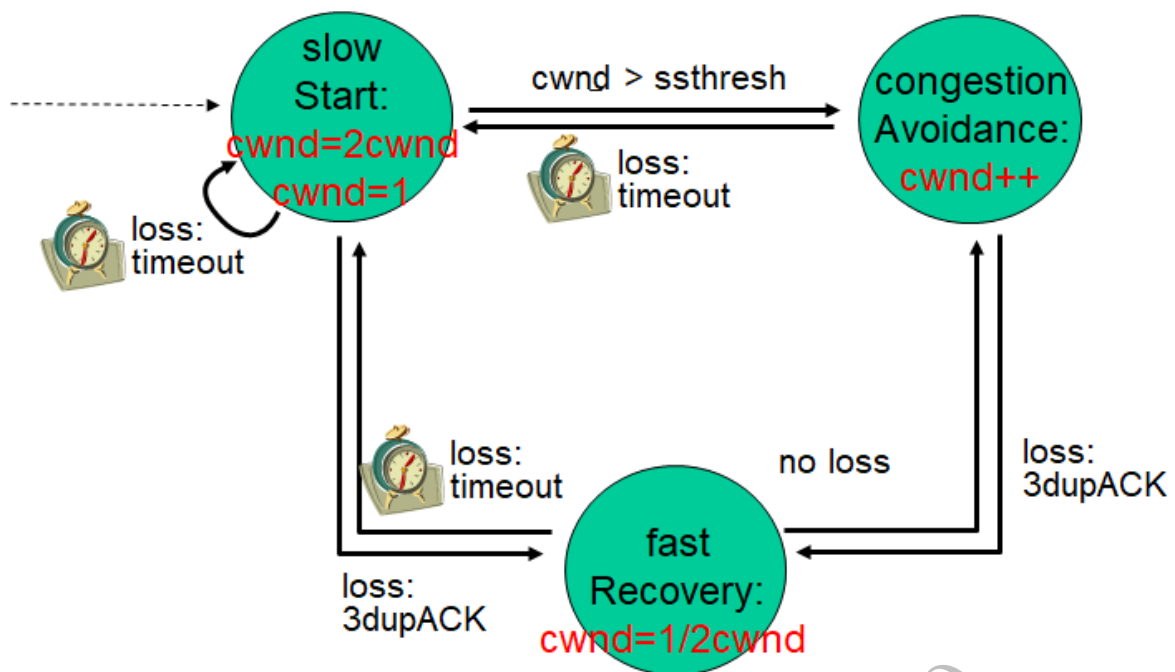 slow
Start:
cwnd=2cwnd
cwnd=1
cwnd > ssthresh
loss:
timeout
congestion
Avoidance:
cwnd++
loss:
timeout
loss:
timeout
no loss
loss:
3dupACK
loss:
3dupACK
fast
Recovery:
cwnd=1/2cwnd